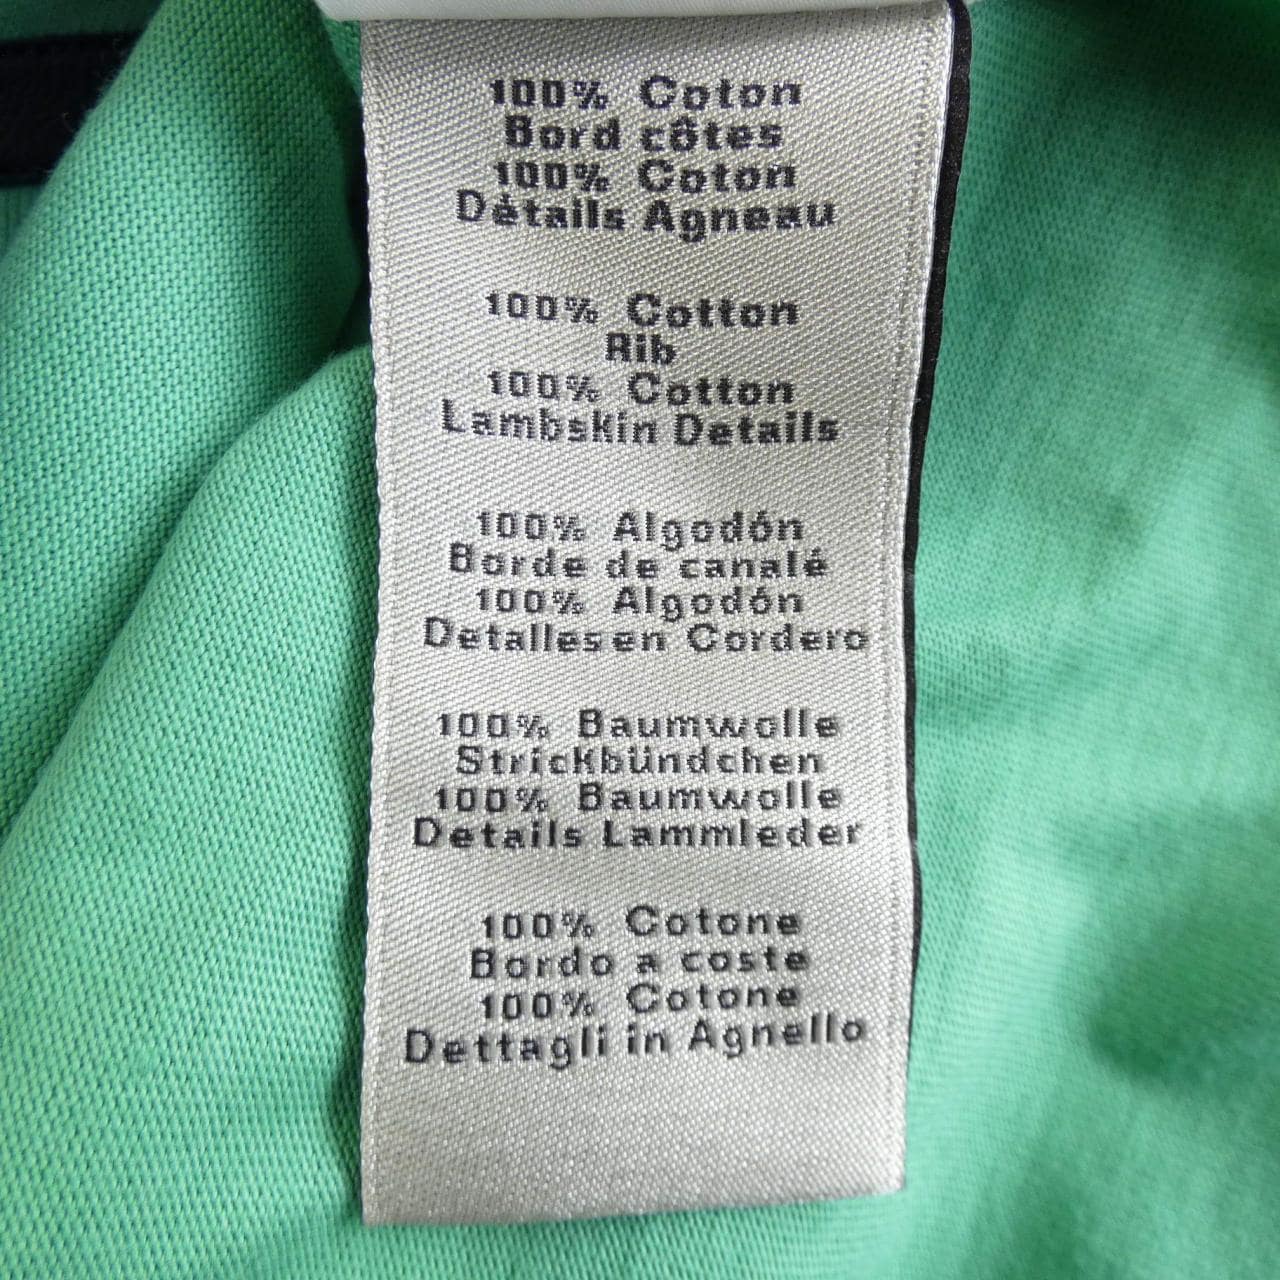 100% Coton
Bord côtes
100% Coton
Détails Agneau
100% Cotton
Rib
100% Cotton
Lambskin Details
100% Algodón
Borde de canalé
100% Algodón
Detalles en Cordero
100% Baumwolle
Strickbündchen
100% Baumwolle
Details Lammleder
100% Cotone
Bordo a coste
100% Cotone
Dettagli in Agnello